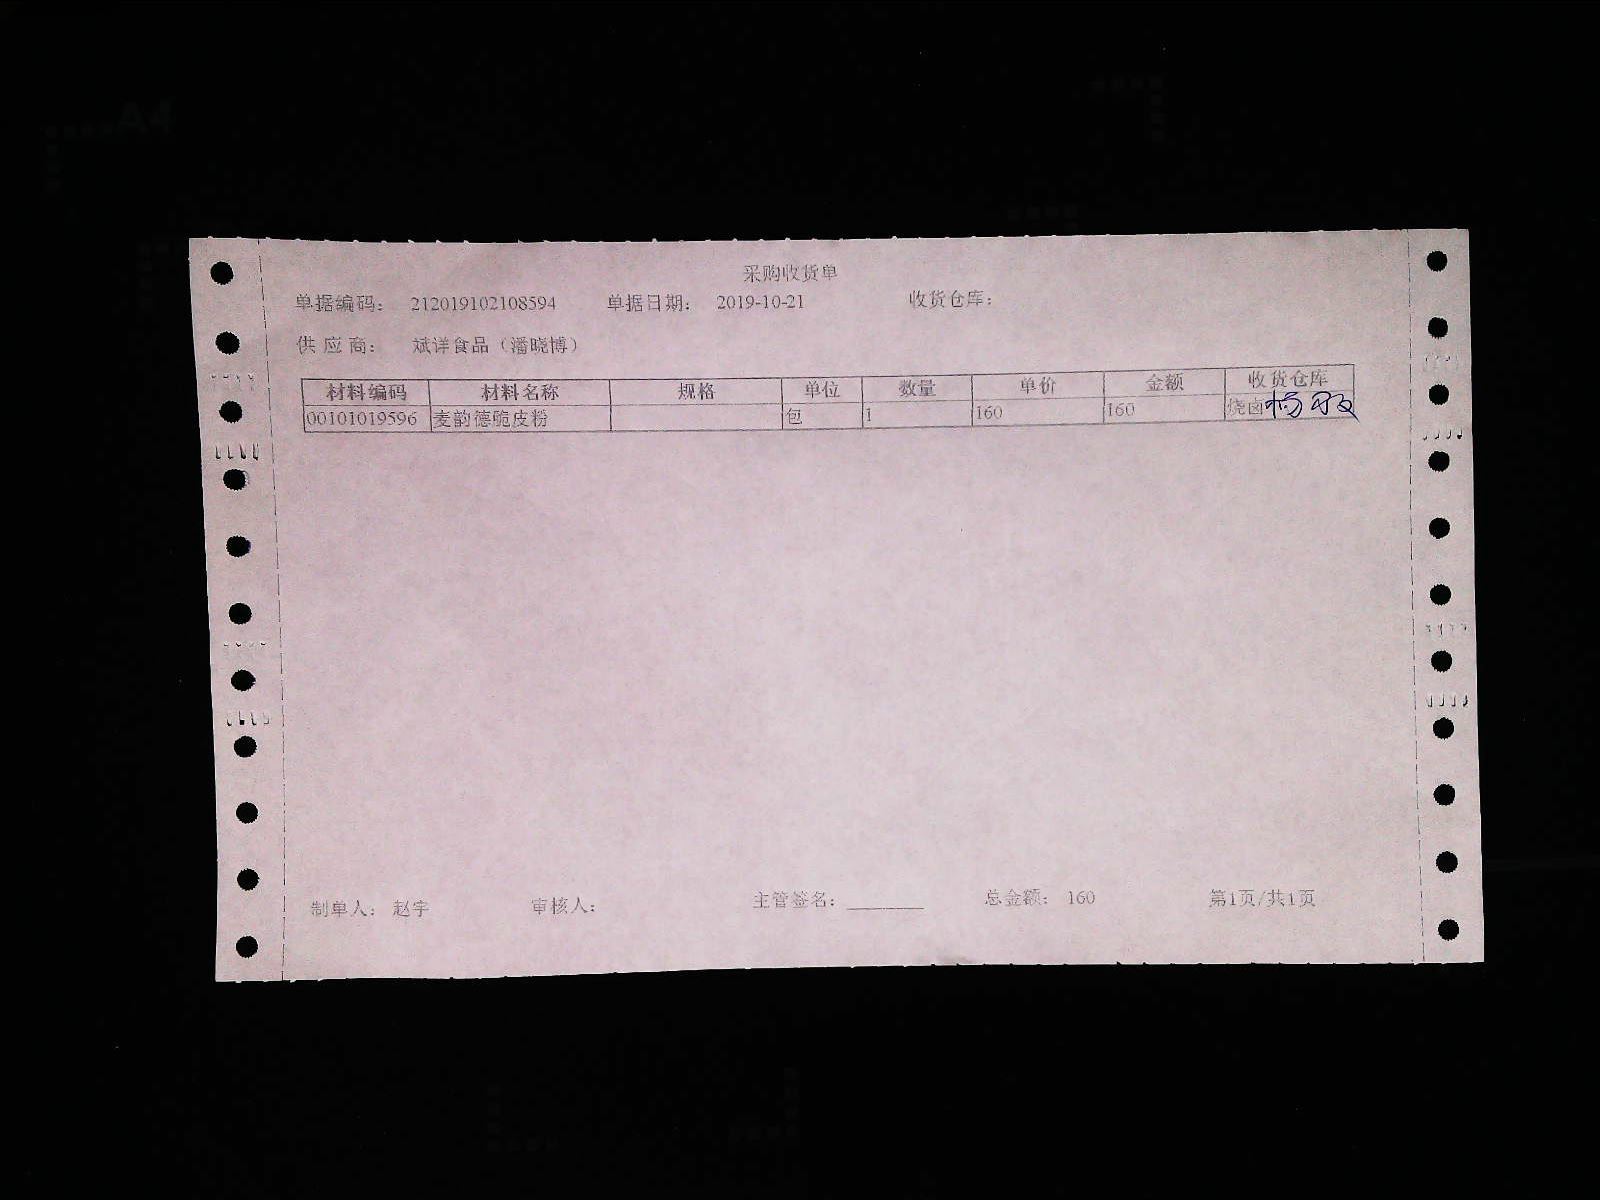 采购收货单
单据编码： 212019102108594 单据日期： 2019-10-21 收货仓库：
供应商： 斌详食品（潘晓博）
材料编码 材料名称 规格 单位 数量 单价 金额 收货仓库
00101019596 麦韵德脆皮粉 包 1 160 160 烧卤
制单人： 赵宇 审核人： 主管签名： 总金额： 160 第1页/共1页